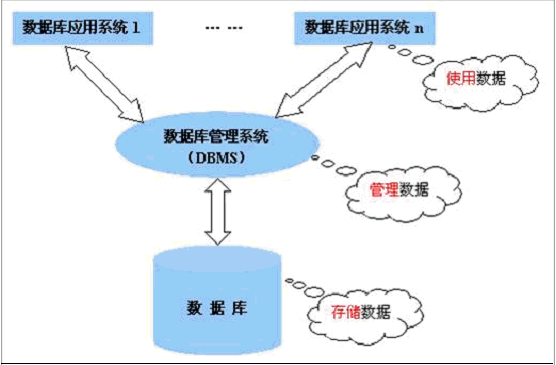 数据库应用系统 1
... ...
数据库应用系统 n
使用数据
数据库管理系统
(DBMS)
管理数据
数 据 库
存储数据